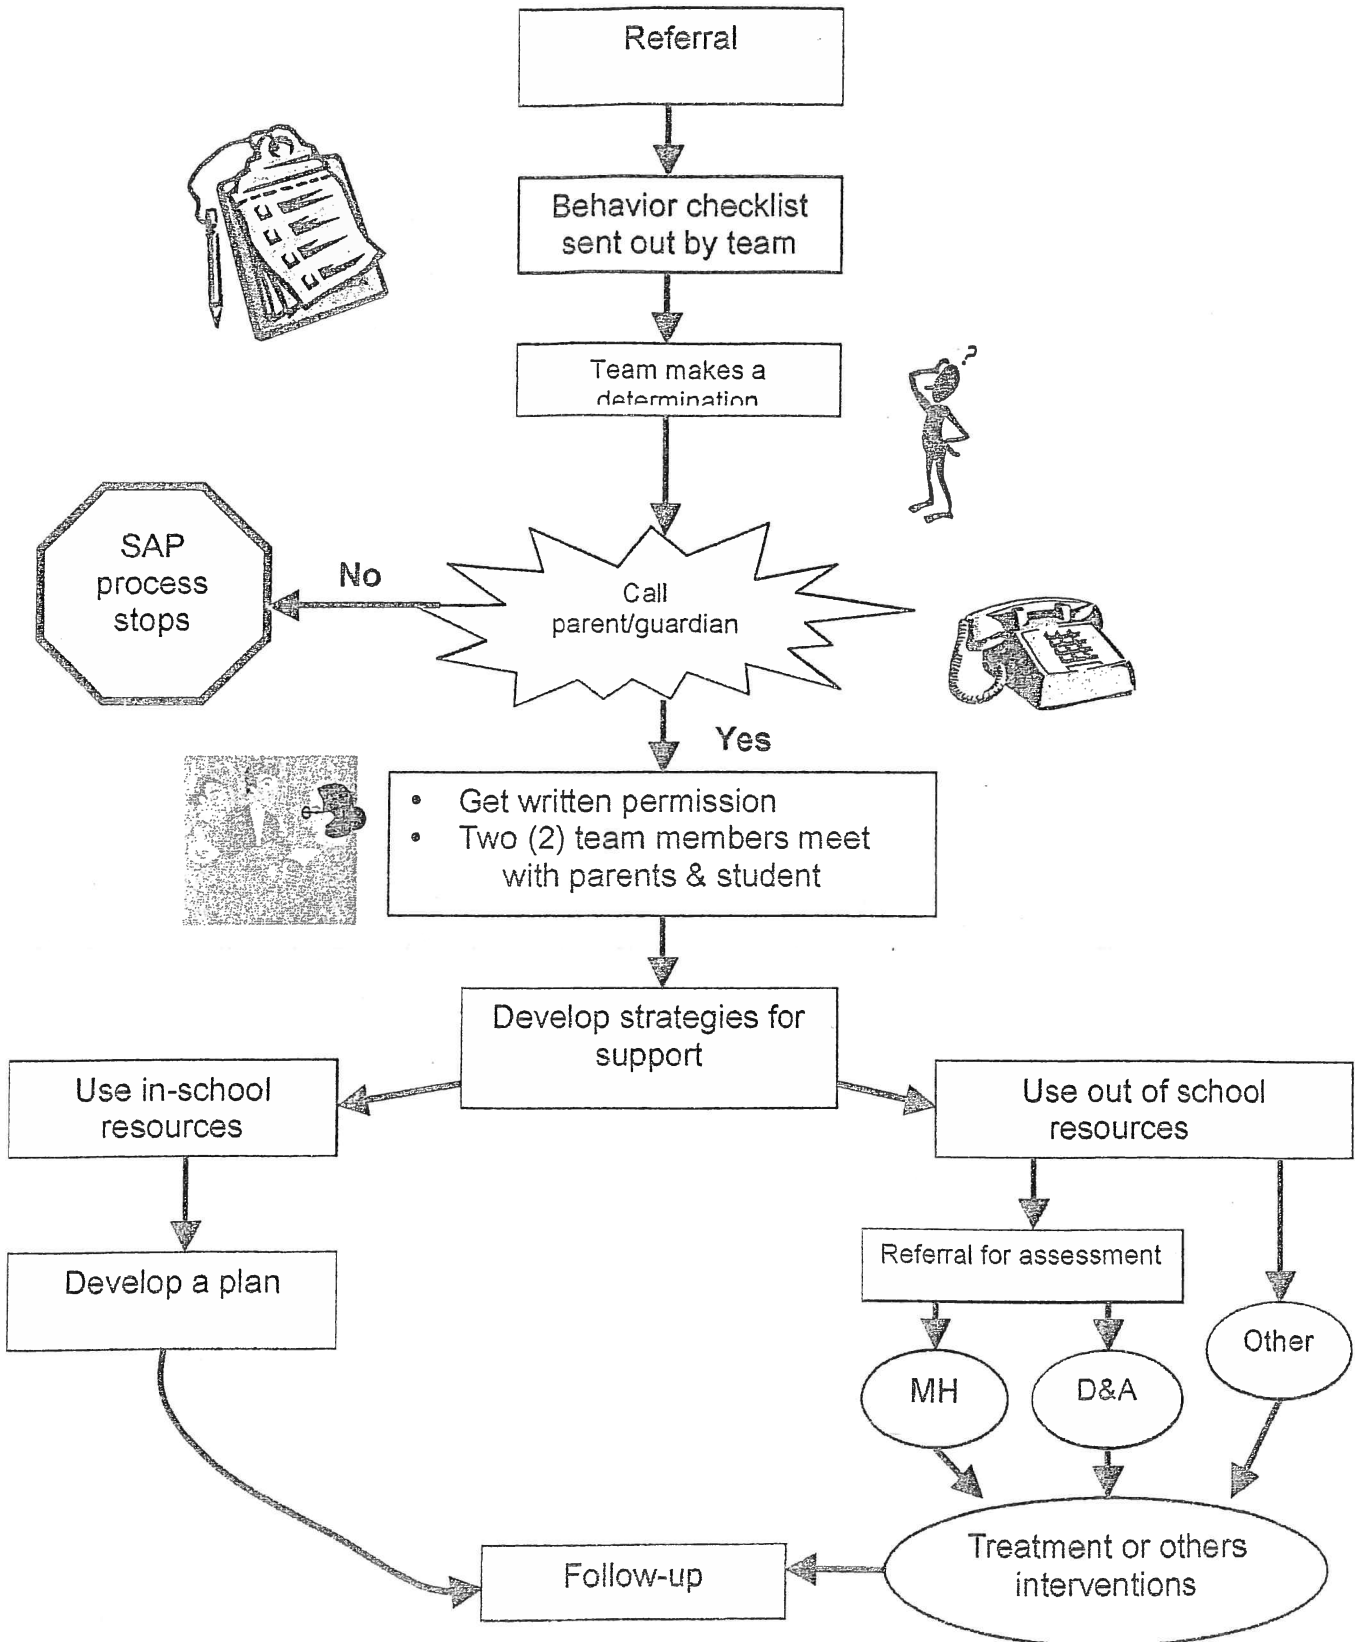 Referral
Behavior checklist
sent out by team
Team makes a
determination
?
SAP
process
stops
No
Call
parent/guardian
Yes
• Get written permission
• Two (2) team members meet
with parents & student
Develop strategies for
support
Use in-school
resources
Use out of school
resources
Develop a plan
Referral for assessment
Other
MH
D&A
Treatment or others
interventions
Follow-up